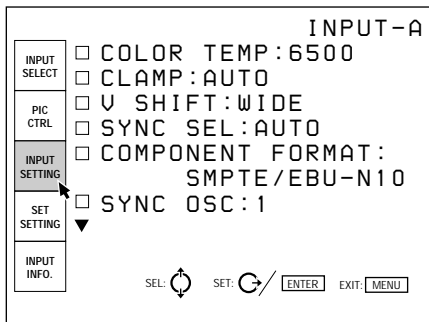 INPUT-A
INPUT
SELECT
PIC
CTRL
INPUT
SETTING
SET
SETTING
INPUT
INFO.
COLOR TEMP:6500
CLAMP:AUTO
V SHIFT:WIDE
SYNC SEL:AUTO
COMPONENT FORMAT:
SMPTE/EBU-N10
SYNC OSC:1
SEL: SET: / ENTER EXIT: MENU